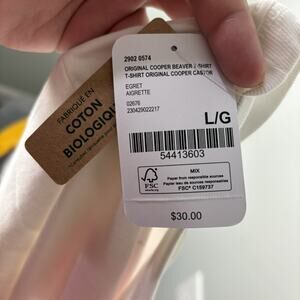 2902 0574
ORIGINAL COOPER BEAVER T-SHIRT
T-SHIRT ORIGINAL COOPER CASTOR
EGRET
AIGRETTE
02676
230429022217
L/G
54413603
FSC
MIX
Paper from responsible sources
Papier issu de sources responsables
FSC® C159737
$30.00
FABRIQUÉ EN
COTON
BIOLOGIQUE